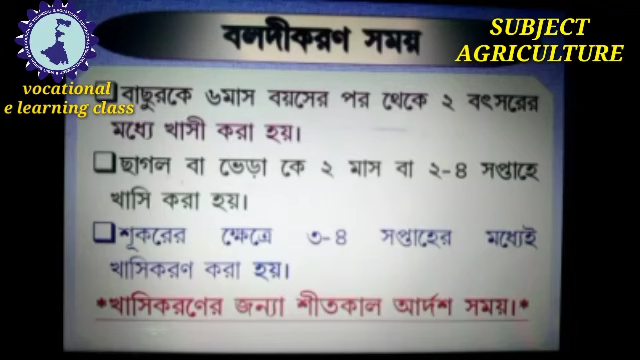 বলদীকরণ সময়
SUBJECT
AGRICULTURE
vocational
e learning class
বাছুরকে ৬মাস বয়সের পর থেকে ২ বৎসরের
মধ্যে খাসী করা হয়।
ছাগল বা ভেড়া কে ২ মাস বা ২-৪ সপ্তাহে
খাসি করা হয়।
শূকরের ক্ষেত্রে ৩-৪ সপ্তাহের মধ্যেই
খাসিকরণ করা হয়।
*খাসিকরণের জন্যা শীতকাল আর্দশ সময়।*